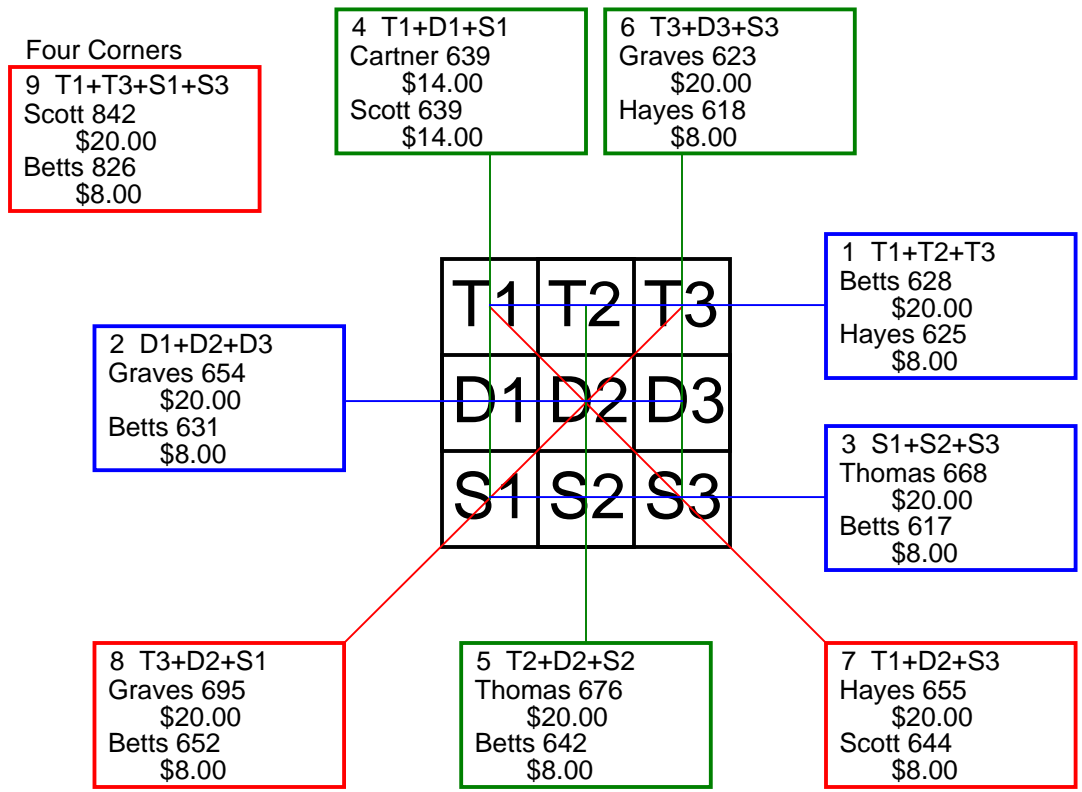 Four Corners
9 T1+T3+S1+S3
Scott 842
$20.00
Betts 826
$8.00
4 T1+D1+S1
Cartner 639
$14.00
Scott 639
$14.00
6 T3+D3+S3
Graves 623
$20.00
Hayes 618
$8.00
1 T1+T2+T3
Betts 628
$20.00
Hayes 625
$8.00
2 D1+D2+D3
Graves 654
$20.00
Betts 631
$8.00
T1 T2 T3
D1 D2 D3
S1 S2 S3
3 S1+S2+S3
Thomas 668
$20.00
Betts 617
$8.00
8 T3+D2+S1
Graves 695
$20.00
Betts 652
$8.00
5 T2+D2+S2
Thomas 676
$20.00
Betts 642
$8.00
7 T1+D2+S3
Hayes 655
$20.00
Scott 644
$8.00